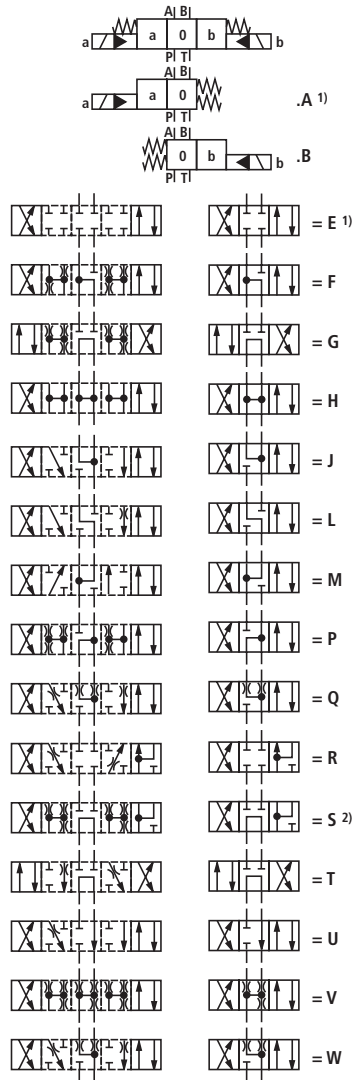 A B
a a 0 b b
P T
A B
a a 0 .A 1)
P T
A B
0 b b .B
P T
= E 1)
= F
= G
= H
= J
= L
= M
= P
= Q
= R
= S 2)
= T
= U
= V
= W